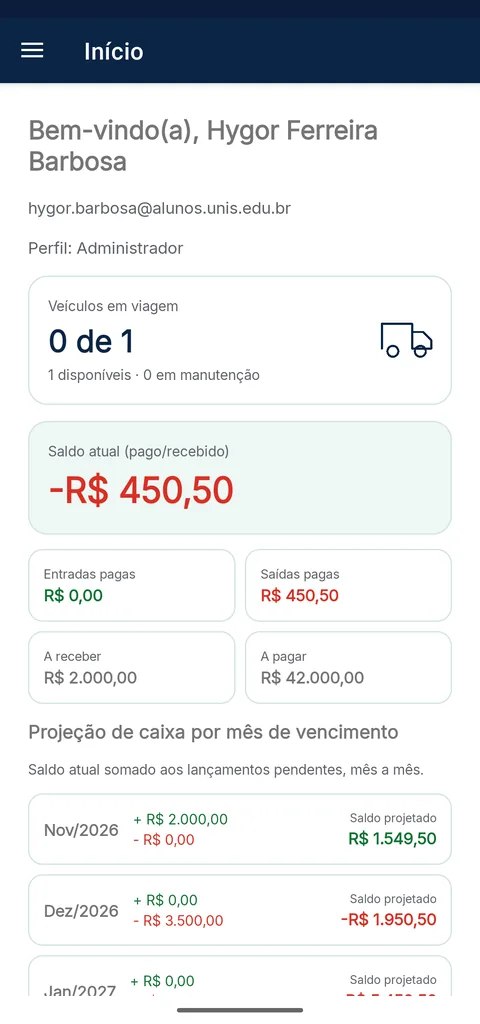 Início
Bem-vindo(a), Hygor Ferreira
Barbosa
hygor.barbosa@alunos.unis.edu.br
Perfil: Administrador
Veículos em viagem
0 de 1
1 disponíveis · 0 em manutenção
Saldo atual (pago/recebido)
-R$ 450,50
Entradas pagas
R$ 0,00
Saídas pagas
R$ 450,50
A receber
R$ 2.000,00
A pagar
R$ 42.000,00
Projeção de caixa por mês de vencimento
Saldo atual somado aos lançamentos pendentes, mês a mês.
Nov/2026
+ R$ 2.000,00
- R$ 0,00
Saldo projetado
R$ 1.549,50
Dez/2026
+ R$ 0,00
- R$ 3.500,00
Saldo projetado
-R$ 1.950,50
Jan/2027
+ R$ 0,00
Saldo projetado